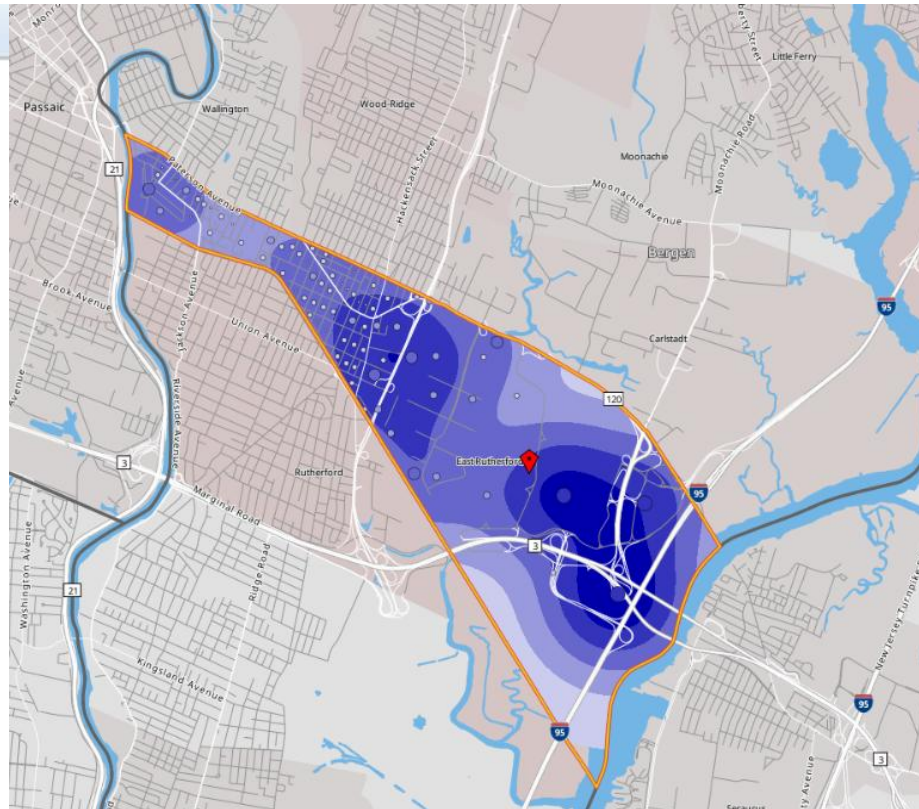 Little Ferry
Passaic
Wallington
Wood-Ridge
Moonachie
21
Paterson Avenue
Hackensack Street
Moonachie Road
Moonachie Avenue
Bergen
Brook Avenue
Jackson Avenue
Union Avenue
95
Carlstadt
Riverside Avenue
120
3
Rutherford
East Rutherford
95
Marginal Road
3
Washington Avenue
Ridge Road
21
Kingsland Avenue
New Jersey Turnpike
95
95
3